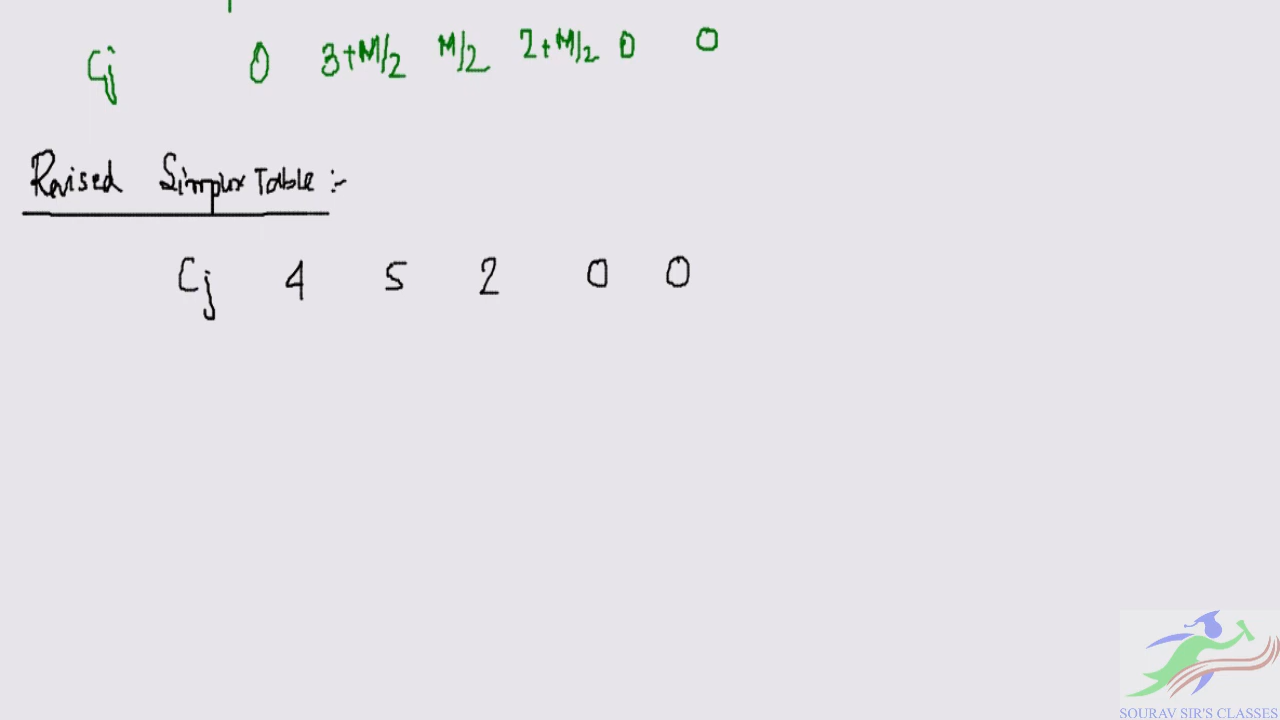 Cj 0 3+M/2 M/2 2+M/2 0 0
Revised Simplex Table :-
Cj 4 5 2 0 0
SOURAV SIR'S CLASSES